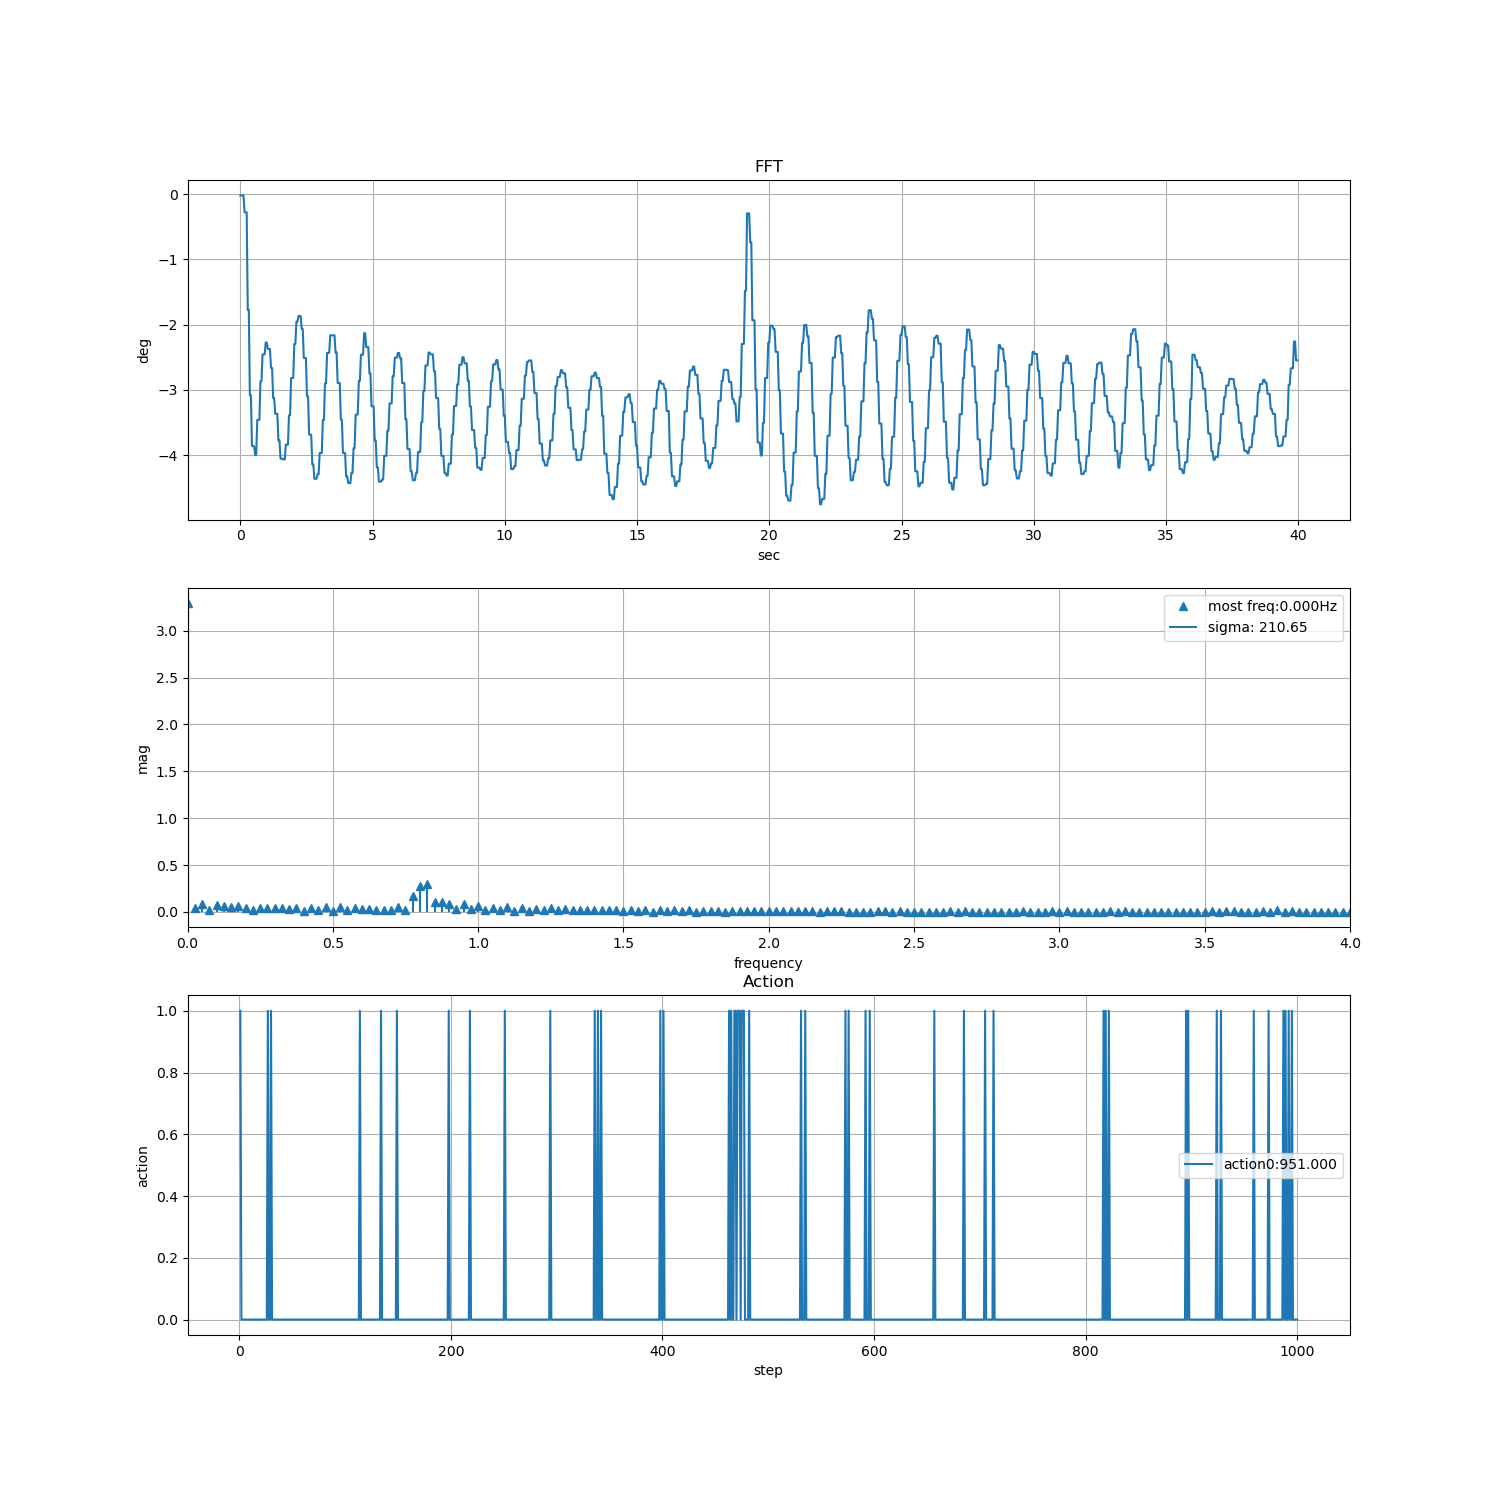 FFT
0
−1
−2
−3
−4
deg
0 5 10 15 20 25 30 35 40
sec
most freq:0.000Hz
sigma: 210.65
3.0
2.5
2.0
1.5
1.0
0.5
0.0
mag
0.0 0.5 1.0 1.5 2.0 2.5 3.0 3.5 4.0
frequency
Action
1.0
0.8
0.6
0.4
0.2
0.0
action
action0:951.000
0 200 400 600 800 1000
step